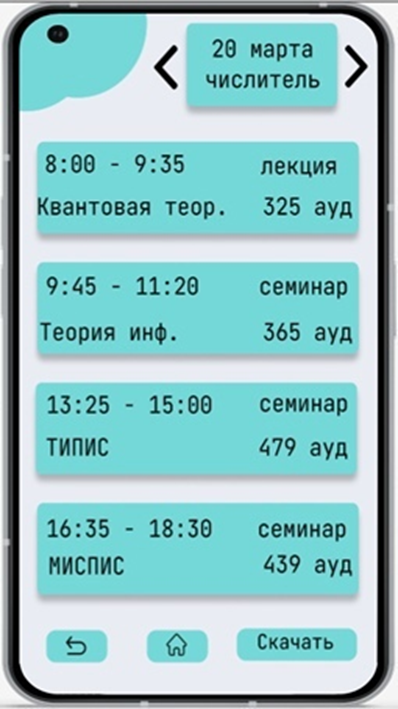 20 марта
числитель
8:00 - 9:35 лекция
Квантовая теор. 325 ауд
9:45 - 11:20 семинар
Теория инф. 365 ауд
13:25 - 15:00 семинар
ТИПИС 479 ауд
16:35 - 18:30 семинар
МИСПИС 439 ауд
Скачать